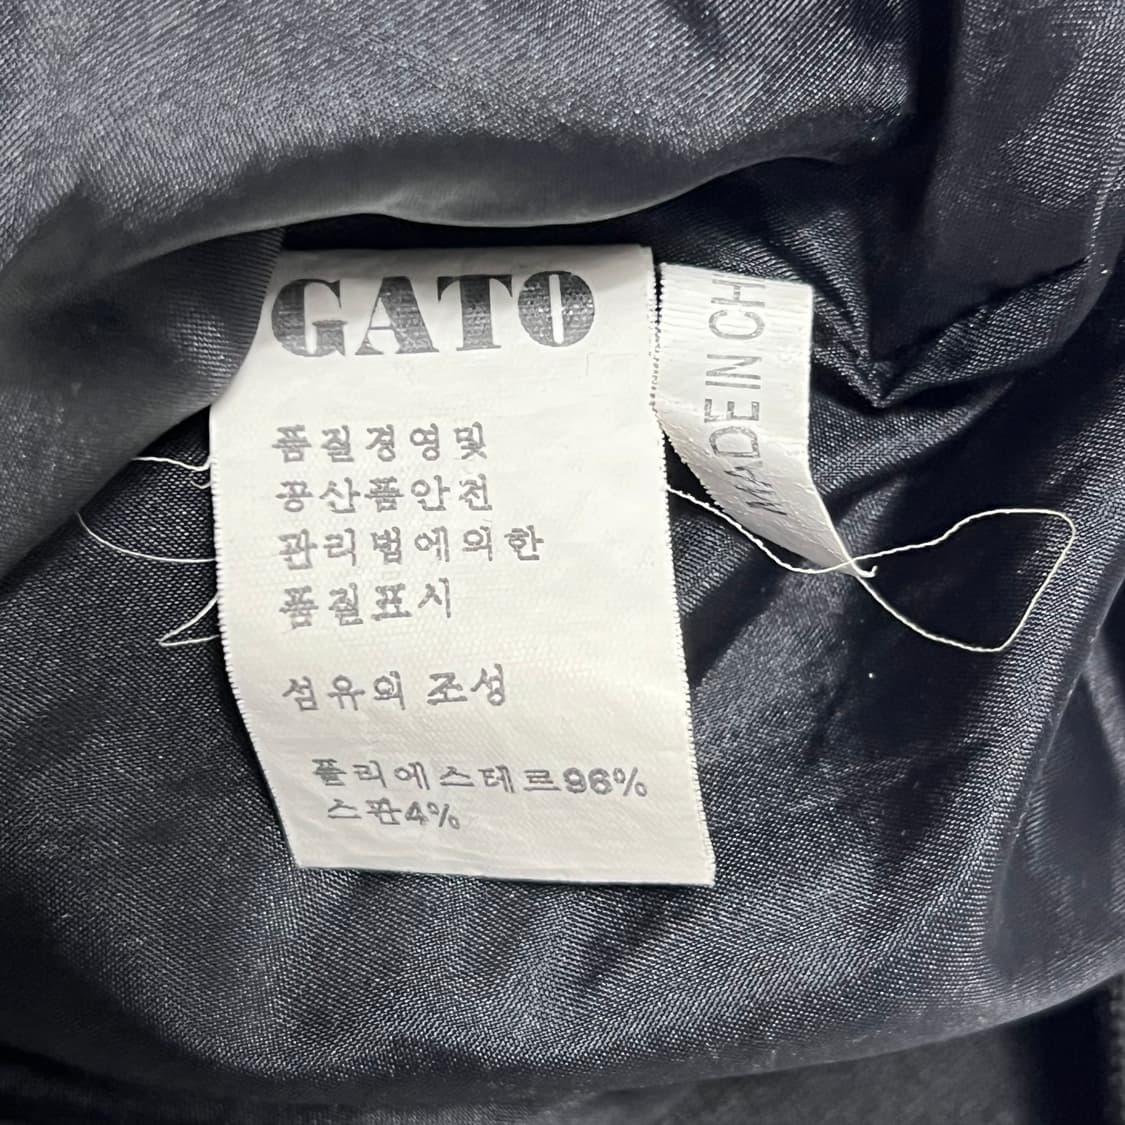 GATO
품질경영및
공산품안전
관리법에의한
품질표시
섬유의 조성
폴리에스테르96%
스판4%
MADE IN CH